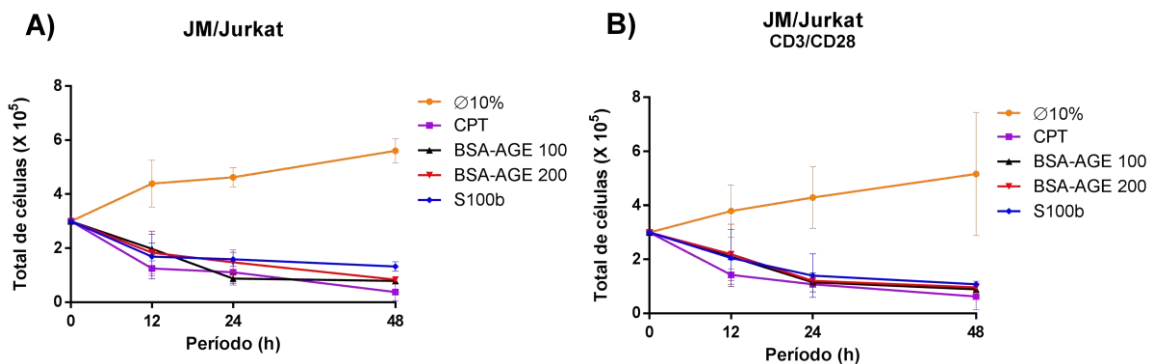 A)
JM/Jurkat
Total de células (X 10⁵)
8
6
4
2
0
0 12 24 48
Período (h)
∅10%
CPT
BSA-AGE 100
BSA-AGE 200
S100b
B)
JM/Jurkat
CD3/CD28
Total de células (X 10⁵)
8
6
4
2
0
0 12 24 48
Período (h)
∅10%
CPT
BSA-AGE 100
BSA-AGE 200
S100b